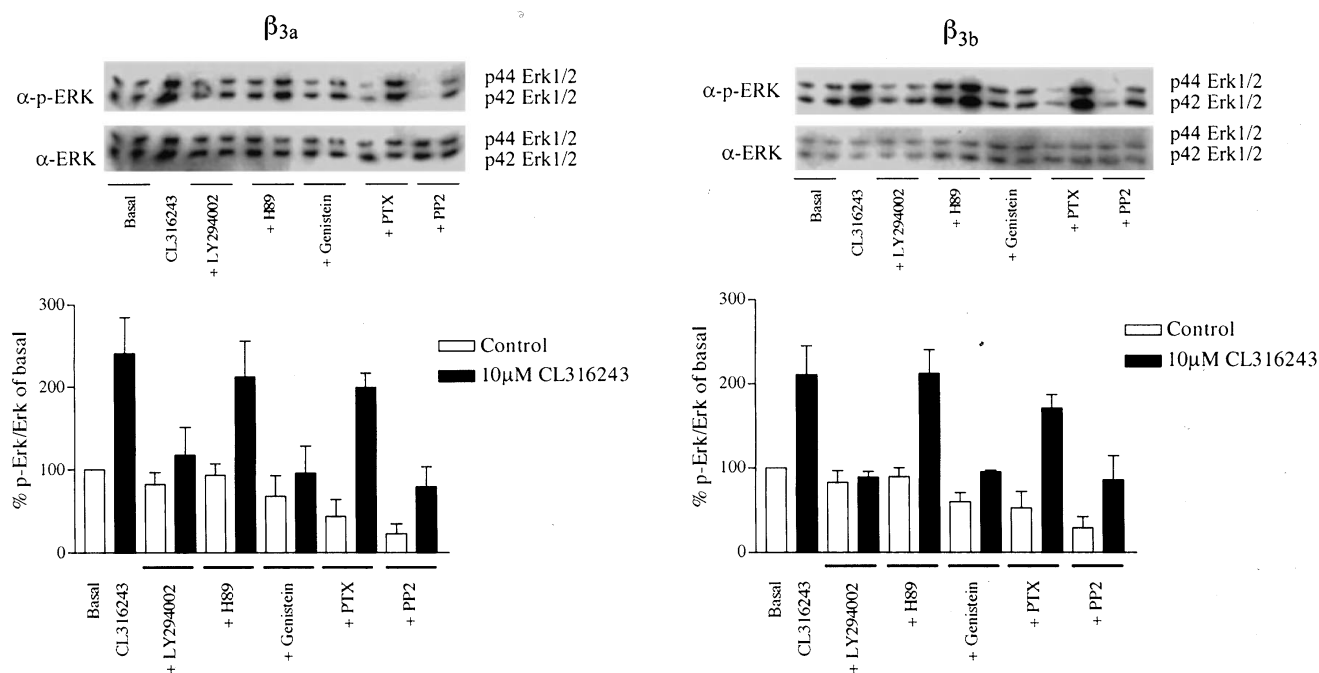 β3a
α-p-ERK
p44 Erk1/2
p42 Erk1/2
α-ERK
p44 Erk1/2
p42 Erk1/2
Basal
CL316243
+ LY294002
+ H89
+ Genistein
+ PTX
+ PP2
% p-Erk/Erk of basal
300
200
100
0
Control
10μM CL316243
Basal
CL316243
+ LY294002
+ H89
+ Genistein
+ PTX
+ PP2
β3b
α-p-ERK
p44 Erk1/2
p42 Erk1/2
α-ERK
p44 Erk1/2
p42 Erk1/2
Basal
CL316243
+ LY294002
+ H89
+ Genistein
+ PTX
+ PP2
% p-Erk/Erk of basal
300
200
100
0
Control
10μM CL316243
Basal
CL316243
+ LY294002
+ H89
+ Genistein
+ PTX
+ PP2